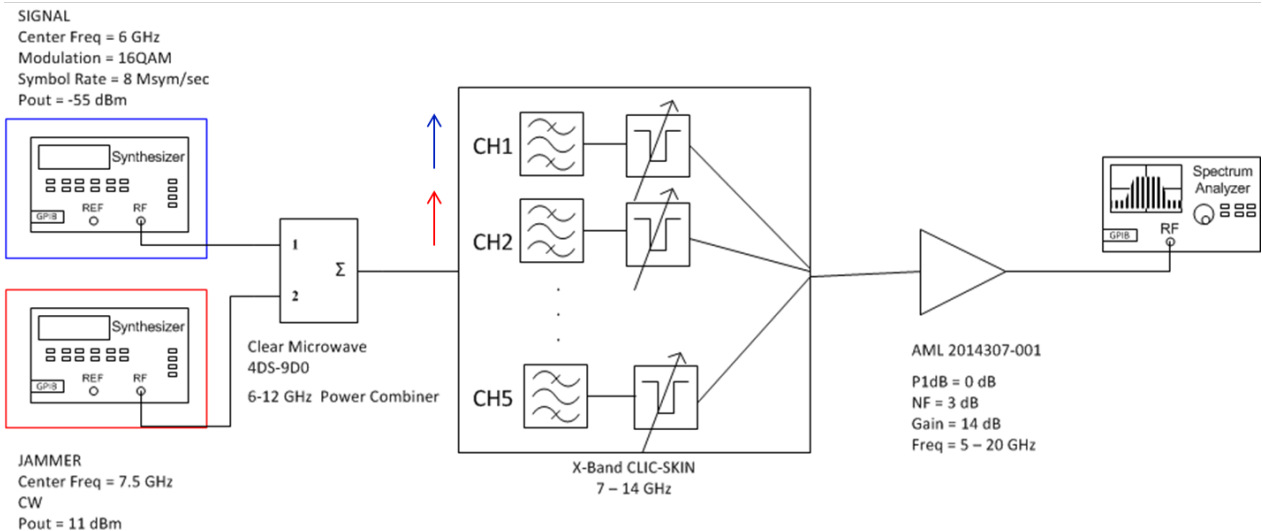 SIGNAL
Center Freq = 6 GHz
Modulation = 16QAM
Symbol Rate = 8 Msym/sec
Pout = -55 dBm
Synthesizer
REF
RF
GPIB
1
Σ
2
Synthesizer
REF
RF
GPIB
JAMMER
Center Freq = 7.5 GHz
CW
Pout = 11 dBm
Clear Microwave
4DS-9D0
6-12 GHz Power Combiner
CH1
CH2
CH5
X-Band CLIC-SKIN
7 – 14 GHz
AML 2014307-001
P1dB = 0 dB
NF = 3 dB
Gain = 14 dB
Freq = 5 – 20 GHz
Spectrum
Analyzer
RF
GPIB